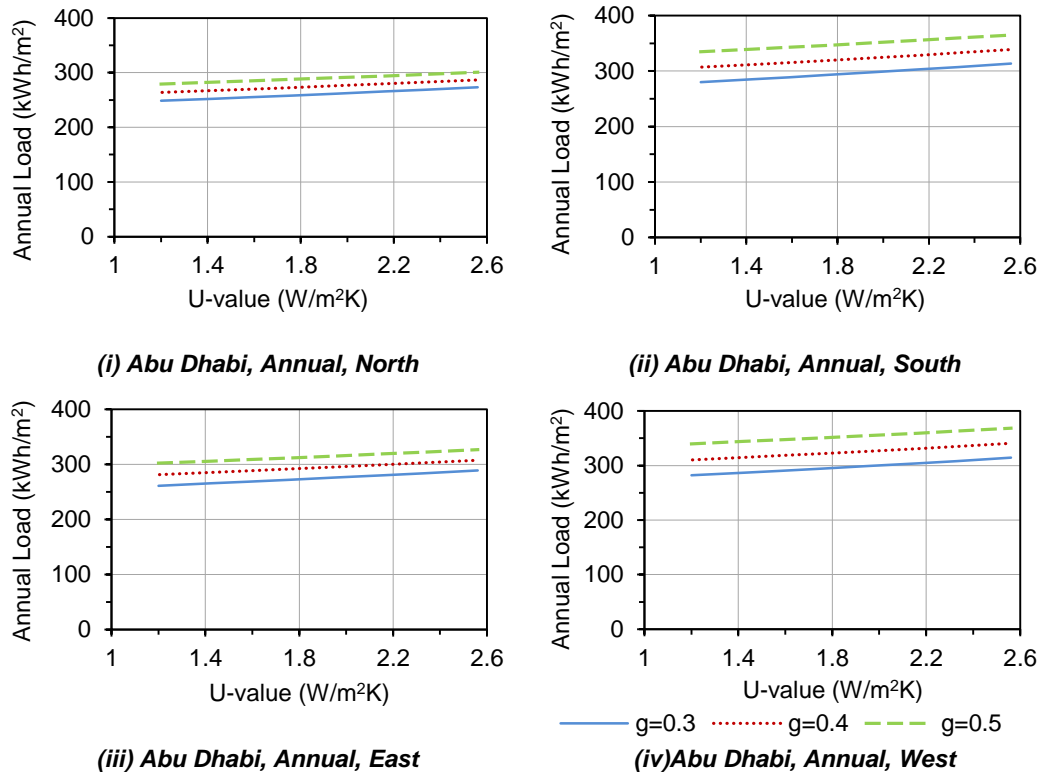 400
300
200
100
0
Annual Load (kWh/m²)
1 1.4 1.8 2.2 2.6
U-value (W/m²K)
(i) Abu Dhabi, Annual, North
400
300
200
100
0
Annual Load (kWh/m²)
1 1.4 1.8 2.2 2.6
U-value (W/m²K)
(ii) Abu Dhabi, Annual, South
400
300
200
100
0
Annual Load (kWh/m²)
1 1.4 1.8 2.2 2.6
U-value (W/m²K)
(iii) Abu Dhabi, Annual, East
400
300
200
100
0
Annual Load (kWh/m²)
1 1.4 1.8 2.2 2.6
U-value (W/m²K)
g=0.3 g=0.4 g=0.5
(iv)Abu Dhabi, Annual, West